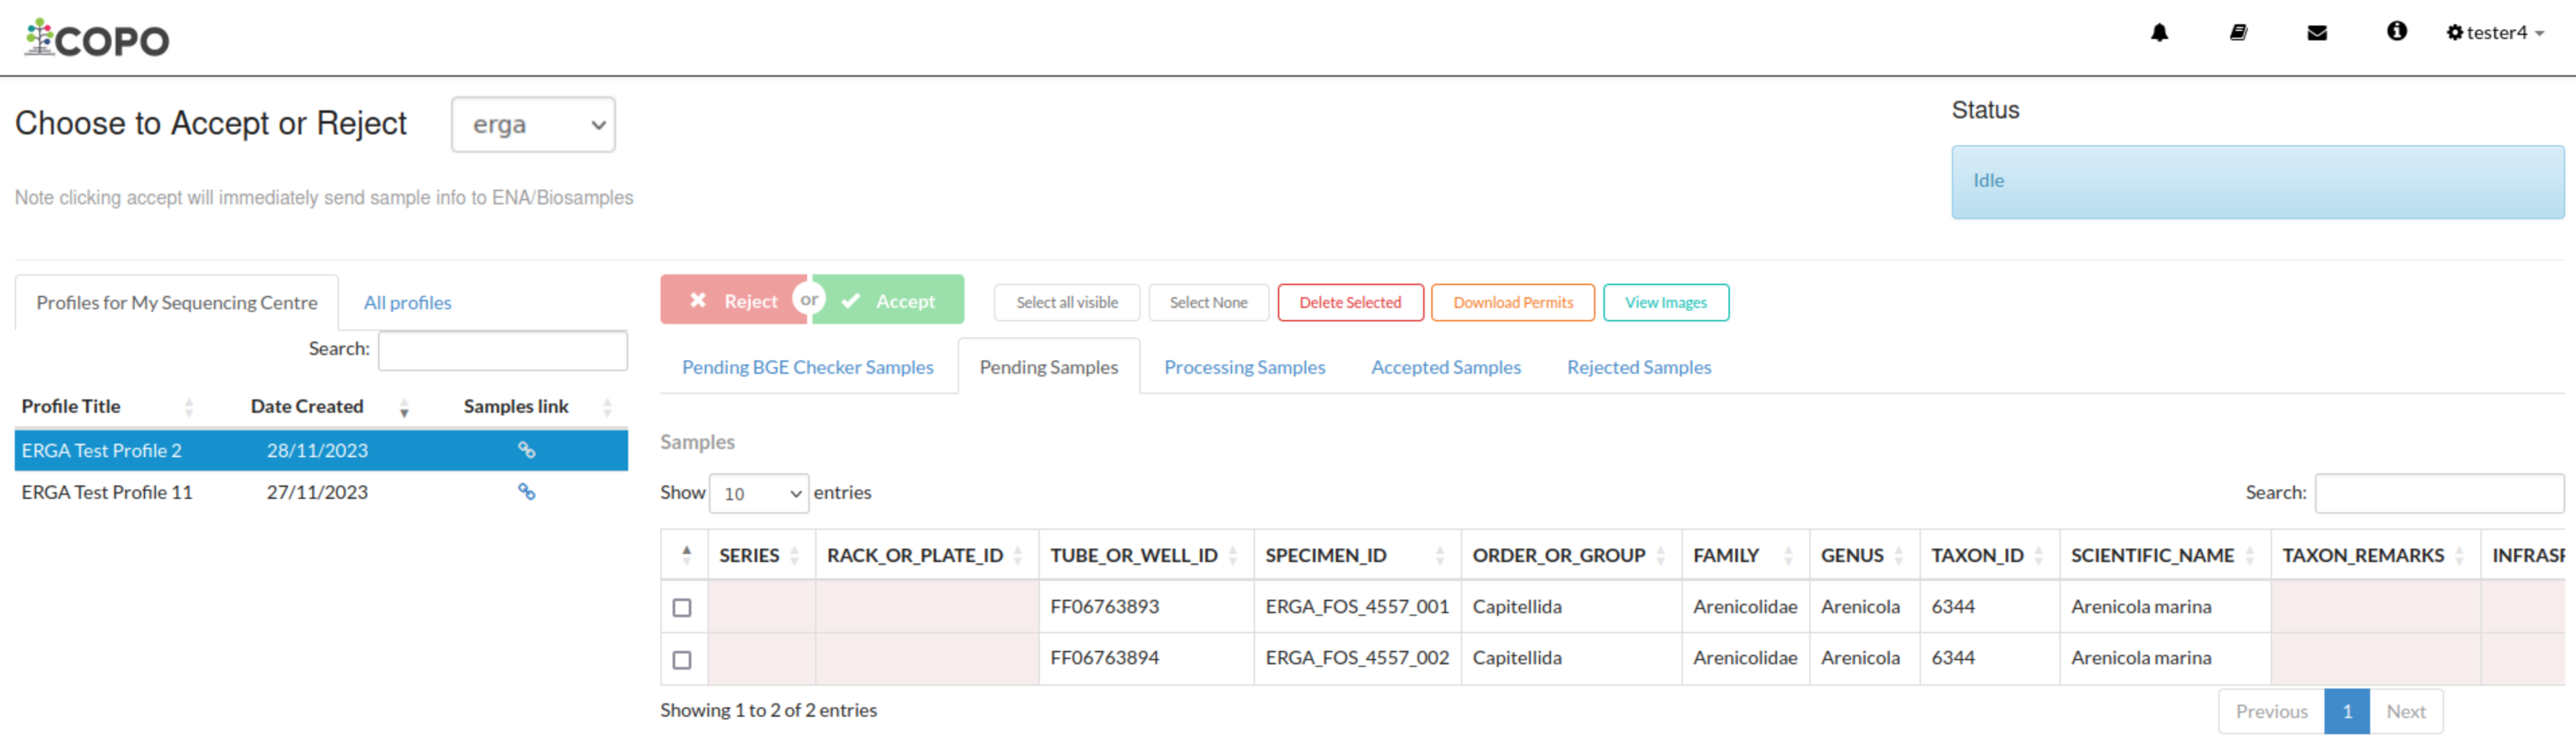 COPO
tester4
Choose to Accept or Reject erga
Status
Idle
Note clicking accept will immediately send sample info to ENA/Biosamples
Profiles for My Sequencing Centre All profiles
Search:
Profile Title Date Created Samples link
ERGA Test Profile 2 28/11/2023
ERGA Test Profile 11 27/11/2023
Reject or Accept Select all visible Select None Delete Selected Download Permits View Images
Pending BGE Checker Samples Pending Samples Processing Samples Accepted Samples Rejected Samples
Samples
Show 10 entries Search:
SERIES RACK_OR_PLATE_ID TUBE_OR_WELL_ID SPECIMEN_ID ORDER_OR_GROUP FAMILY GENUS TAXON_ID SCIENTIFIC_NAME TAXON_REMARKS
FF06763893 ERGA_FOS_4557_001 Capitellida Arenicolidae Arenicola 6344 Arenicola marina
FF06763894 ERGA_FOS_4557_002 Capitellida Arenicolidae Arenicola 6344 Arenicola marina
Showing 1 to 2 of 2 entries Previous 1 Next